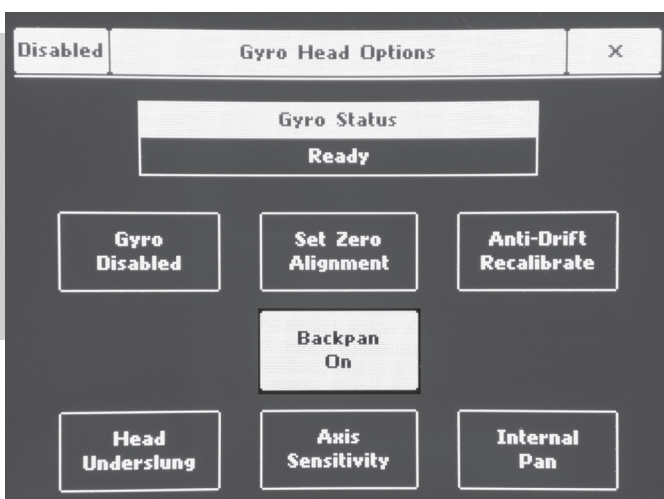 Disabled
Gyro Head Options
X
Gyro Status
Ready
Gyro
Disabled
Set Zero
Alignment
Anti-Drift
Recalibrate
Backpan
On
Head
Underslung
Axis
Sensitivity
Internal
Pan